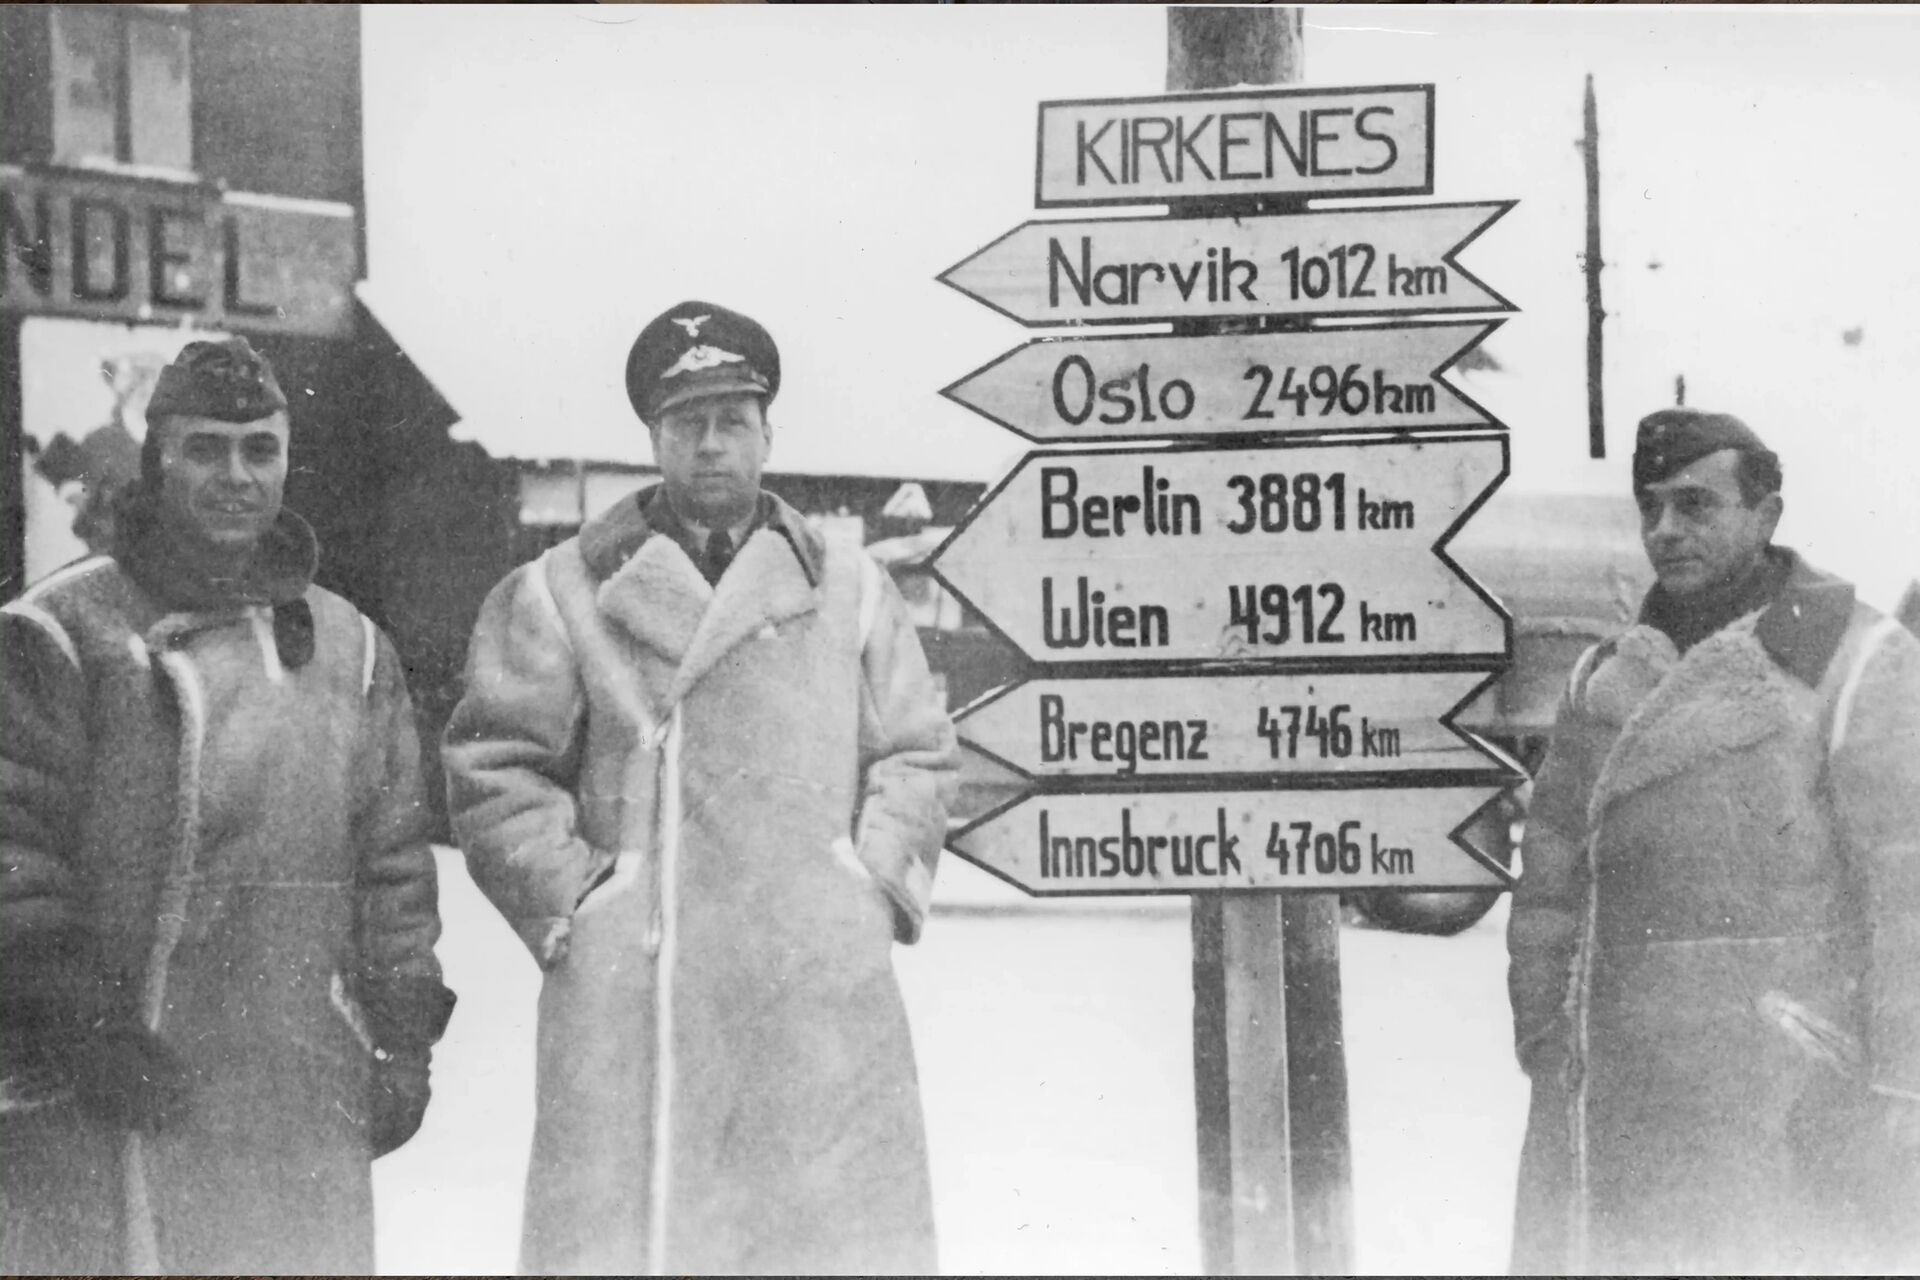 NDEL
KIRKENES
Narvik 1012 km
Oslo 2496 km
Berlin 3881 km
Wien 4912 km
Bregenz 4746 km
Innsbruck 4706 km